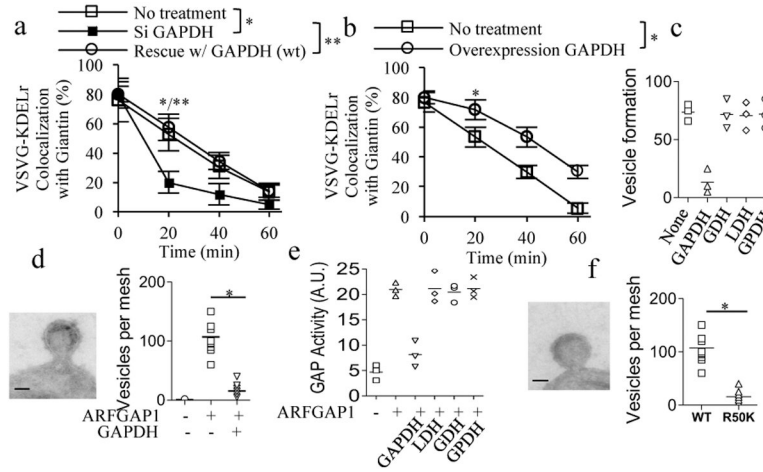 a
No treatment
Si GAPDH
Rescue w/ GAPDH (wt)
*
**
VSVG-KDELr
Colocalization
with Giantin (%)
100
80
60
40
20
0
*/**
0 20 40 60
Time (min)
b
No treatment
Overexpression GAPDH
*
VSVG-KDELr
Colocalization
with Giantin (%)
100
80
60
40
20
0
*
0 20 40 60
Time (min)
c
Vesicle formation
100
80
60
40
20
0
None
GAPDH
GDH
LDH
GPDH
d
Vesicles per mesh
200
100
0
*
ARFGAP1 - + +
GAPDH - - +
e
GAP Activity (A.U.)
25
20
15
10
5
0
ARFGAP1 - + + + + +
GAPDH
LDH
GDH
GPDH
f
Vesicles per mesh
200
100
0
*
WT R50K